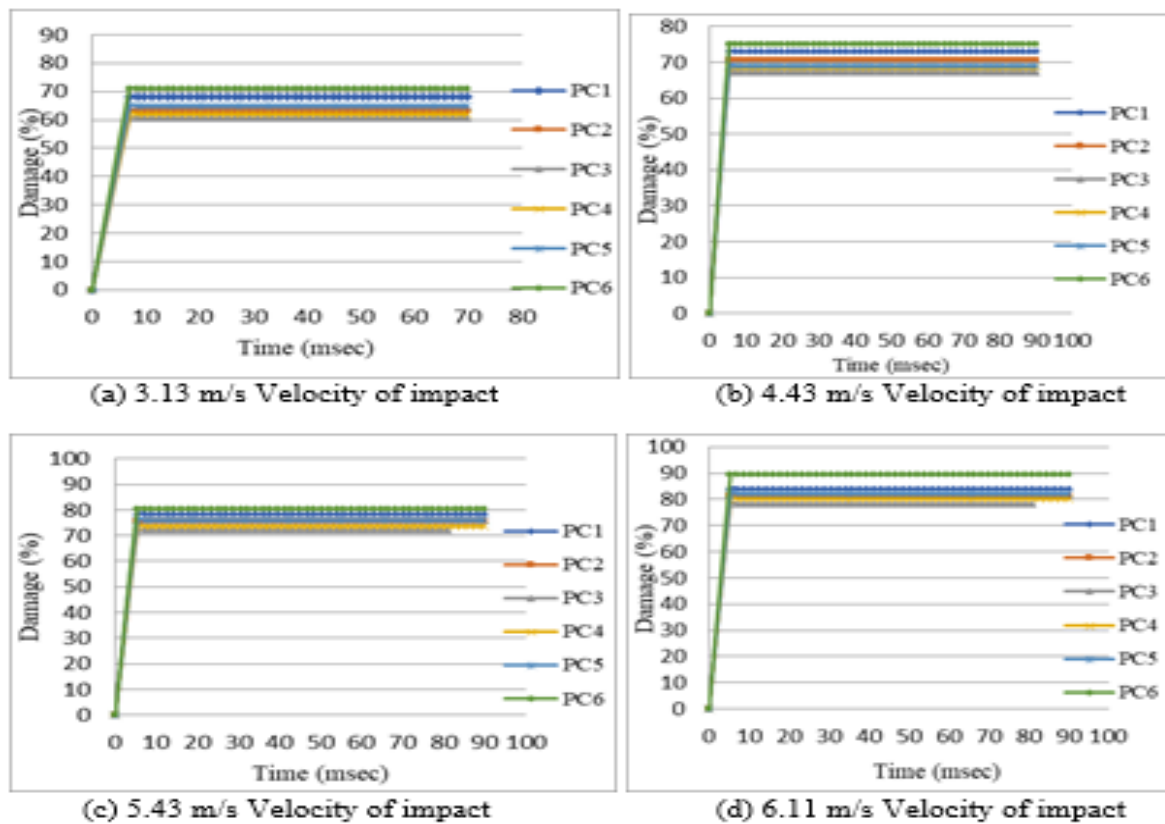 90
80
70
60
50
40
30
20
10
0
Damage (%)
0 10 20 30 40 50 60 70 80
Time (msec)
PC1
PC2
PC3
PC4
PC5
PC6
(a) 3.13 m/s Velocity of impact
80
70
60
50
40
30
20
10
0
Damage (%)
0 10 20 30 40 50 60 70 80 90 100
Time (msec)
PC1
PC2
PC3
PC4
PC5
PC6
(b) 4.43 m/s Velocity of impact
100
90
80
70
60
50
40
30
20
10
0
Damage (%)
0 10 20 30 40 50 60 70 80 90 100
Time (msec)
PC1
PC2
PC3
PC4
PC5
PC6
(c) 5.43 m/s Velocity of impact
100
90
80
70
60
50
40
30
20
10
0
Damage (%)
0 10 20 30 40 50 60 70 80 90 100
Time (msec)
PC1
PC2
PC3
PC4
PC5
PC6
(d) 6.11 m/s Velocity of impact